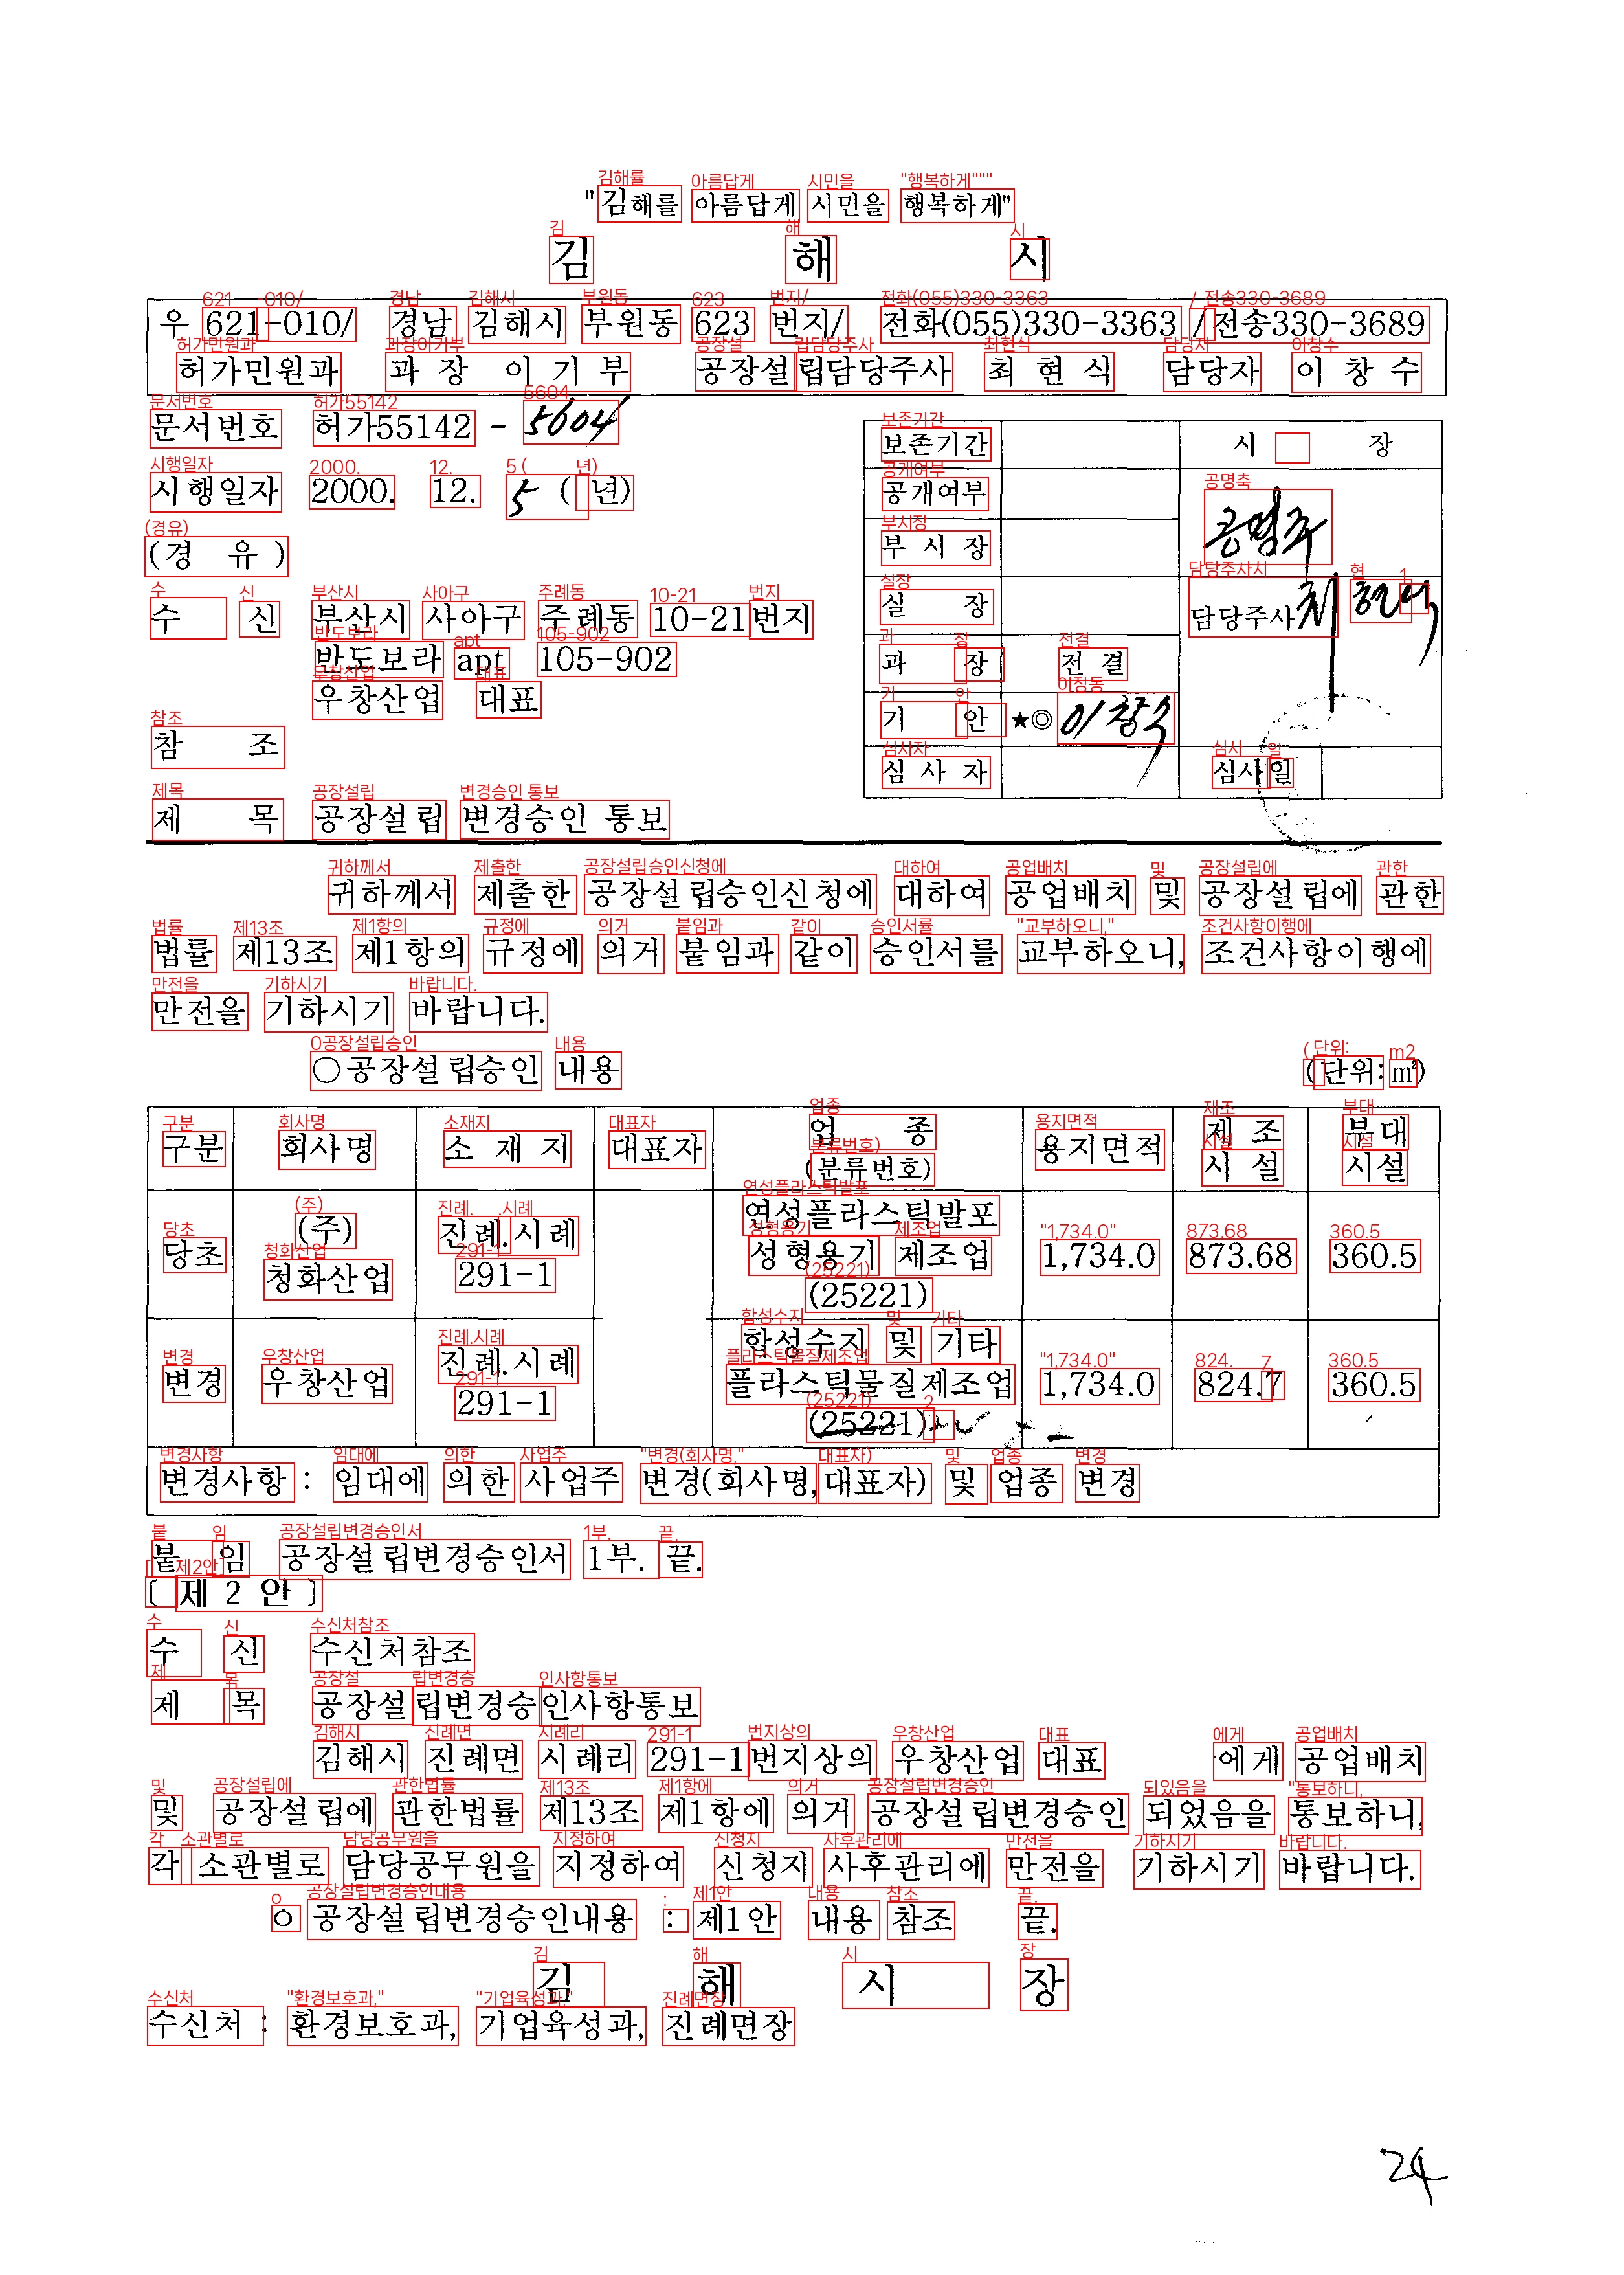 "김해를 아름답게 시민을 행복하게"
김 해 시
우 621-010/ 경남 김해시 부원동 623 번지/ 전화(055)330-3363 /전송330-3689
허가민원과 과 장 이 기 부 공장설립담당주사 최 현 식 담당자 이 창 수
문서번호 허가55142 - 5604
시행일자 2000. 12. 5 ( 년)
(경 유)
수 신 부산시 사아구 주례동 10-21번지
반도보라 apt 105-902
우창산업 대표
참 조
제 목 공장설립 변경승인 통보
보존기간 시 장
공개여부
부 시 장
실 장 담당주사
과 장 전 결
기 안 ★◎ 이창수
심 사 자 심사일
귀하께서 제출한 공장설립승인신청에 대하여 공업배치 및 공장설립에 관한
법률 제13조 제1항의 규정에 의거 붙임과 같이 승인서를 교부하오니, 조건사항이행에
만전을 기하시기 바랍니다.
○공장설립승인 내용 (단위:㎡)
구분 회사명 소 재 지 대표자 업 종 (분류번호) 용지면적 제 조 시 설 부대 시설
당초 (주) 청화산업 진례.시례 291-1 연성플라스틱발포 성형용기 제조업 (25221) 1,734.0 873.68 360.5
변경 우창산업 진례.시례 291-1 합성수지 및 기타 플라스틱물질제조업 (25221) 1,734.0 824.7 360.5
변경사항 : 임대에 의한 사업주 변경(회사명,대표자) 및 업종 변경
붙 임 공장설립변경승인서 1부. 끝.
〔 제 2 안 〕
수 신 수신처참조
제 목 공장설립변경승인사항통보
김해시 진례면 시례리 291-1번지상의 우창산업 대표 에게 공업배치
및 공장설립에 관한법률 제13조 제1항에 의거 공장설립변경승인 되었음을 통보하니,
각 소관별로 담당공무원을 지정하여 신청지 사후관리에 만전을 기하시기 바랍니다.
ㅇ 공장설립변경승인내용 : 제1안 내용 참조 끝.
김 해 시 장
수신처 : 환경보호과, 기업육성과, 진례면장
24